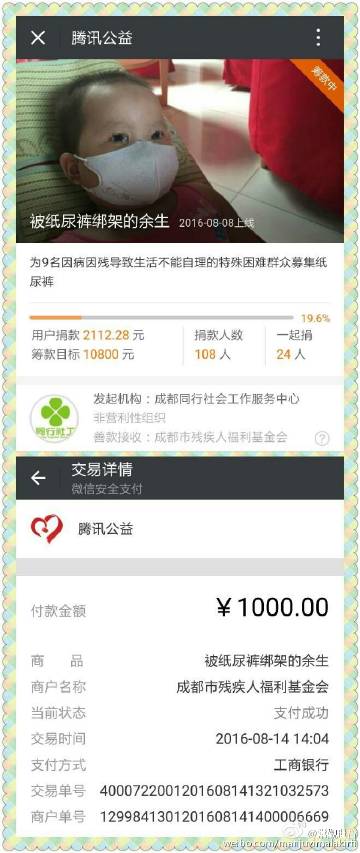 腾讯公益
筹款中
被纸尿裤绑架的余生 2016-08-08上线
为9名因病因残导致生活不能自理的特殊困难群众募集纸
尿裤
19.6%
用户捐款 2112.28 元 捐款人数 一起捐
筹款目标 10800 元 108 人 24 人
发起机构：成都同行社会工作服务中心
非营利性组织
善款接收：成都市残疾人福利基金会
同行社工
交易详情
微信安全支付
腾讯公益
付款金额 ￥1000.00
商 品 被纸尿裤绑架的余生
商户名称 成都市残疾人福利基金会
当前状态 支付成功
交易时间 2016-08-14 14:04
支付方式 工商银行
交易单号 4000722001201608141321032573
商户单号 1299841301201608141400006669